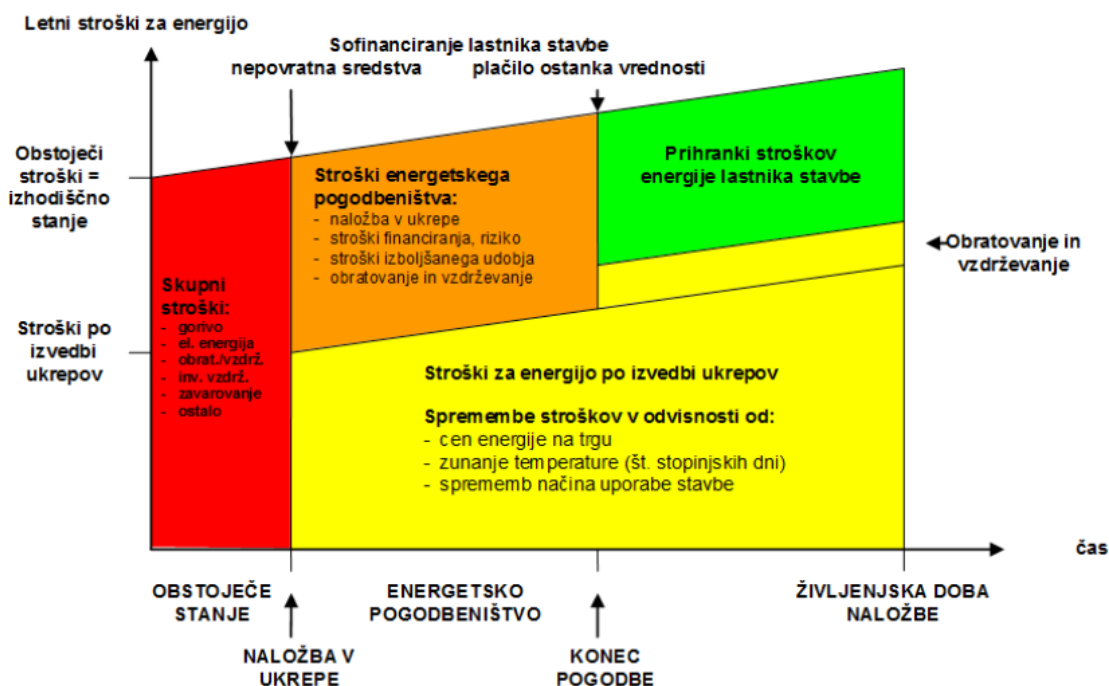 Letni stroški za energijo
Sofinanciranje lastnika stavbe
nepovratna sredstva
plačilo ostanka vrednosti
Obstoječi
stroški =
izhodiščno
stanje
Stroški energetskega
pogodbeništva:
- naložba v ukrepe
- stroški financiranja, riziko
- stroški izboljšanega udobja
- obratovanje in vzdrževanje
Prihranki stroškov
energije lastnika stavbe
Obratovanje in
vzdrževanje
Skupni
stroški:
- gorivo
- el. energija
- obrat./vzdrž.
- inv. vzdrž.
- zavarovanje
- ostalo
Stroški po
izvedbi
ukrepov
Stroški za energijo po izvedbi ukrepov
Spremembe stroškov v odvisnosti od:
- cen energije na trgu
- zunanje temperature (št. stopinjskih dni)
- sprememb načina uporabe stavbe
čas
OBSTOJEČE
STANJE
ENERGETSKO
POGODBENIŠTVO
ŽIVLJENJSKA DOBA
NALOŽBE
NALOŽBA V
UKREPE
KONEC
POGODBE